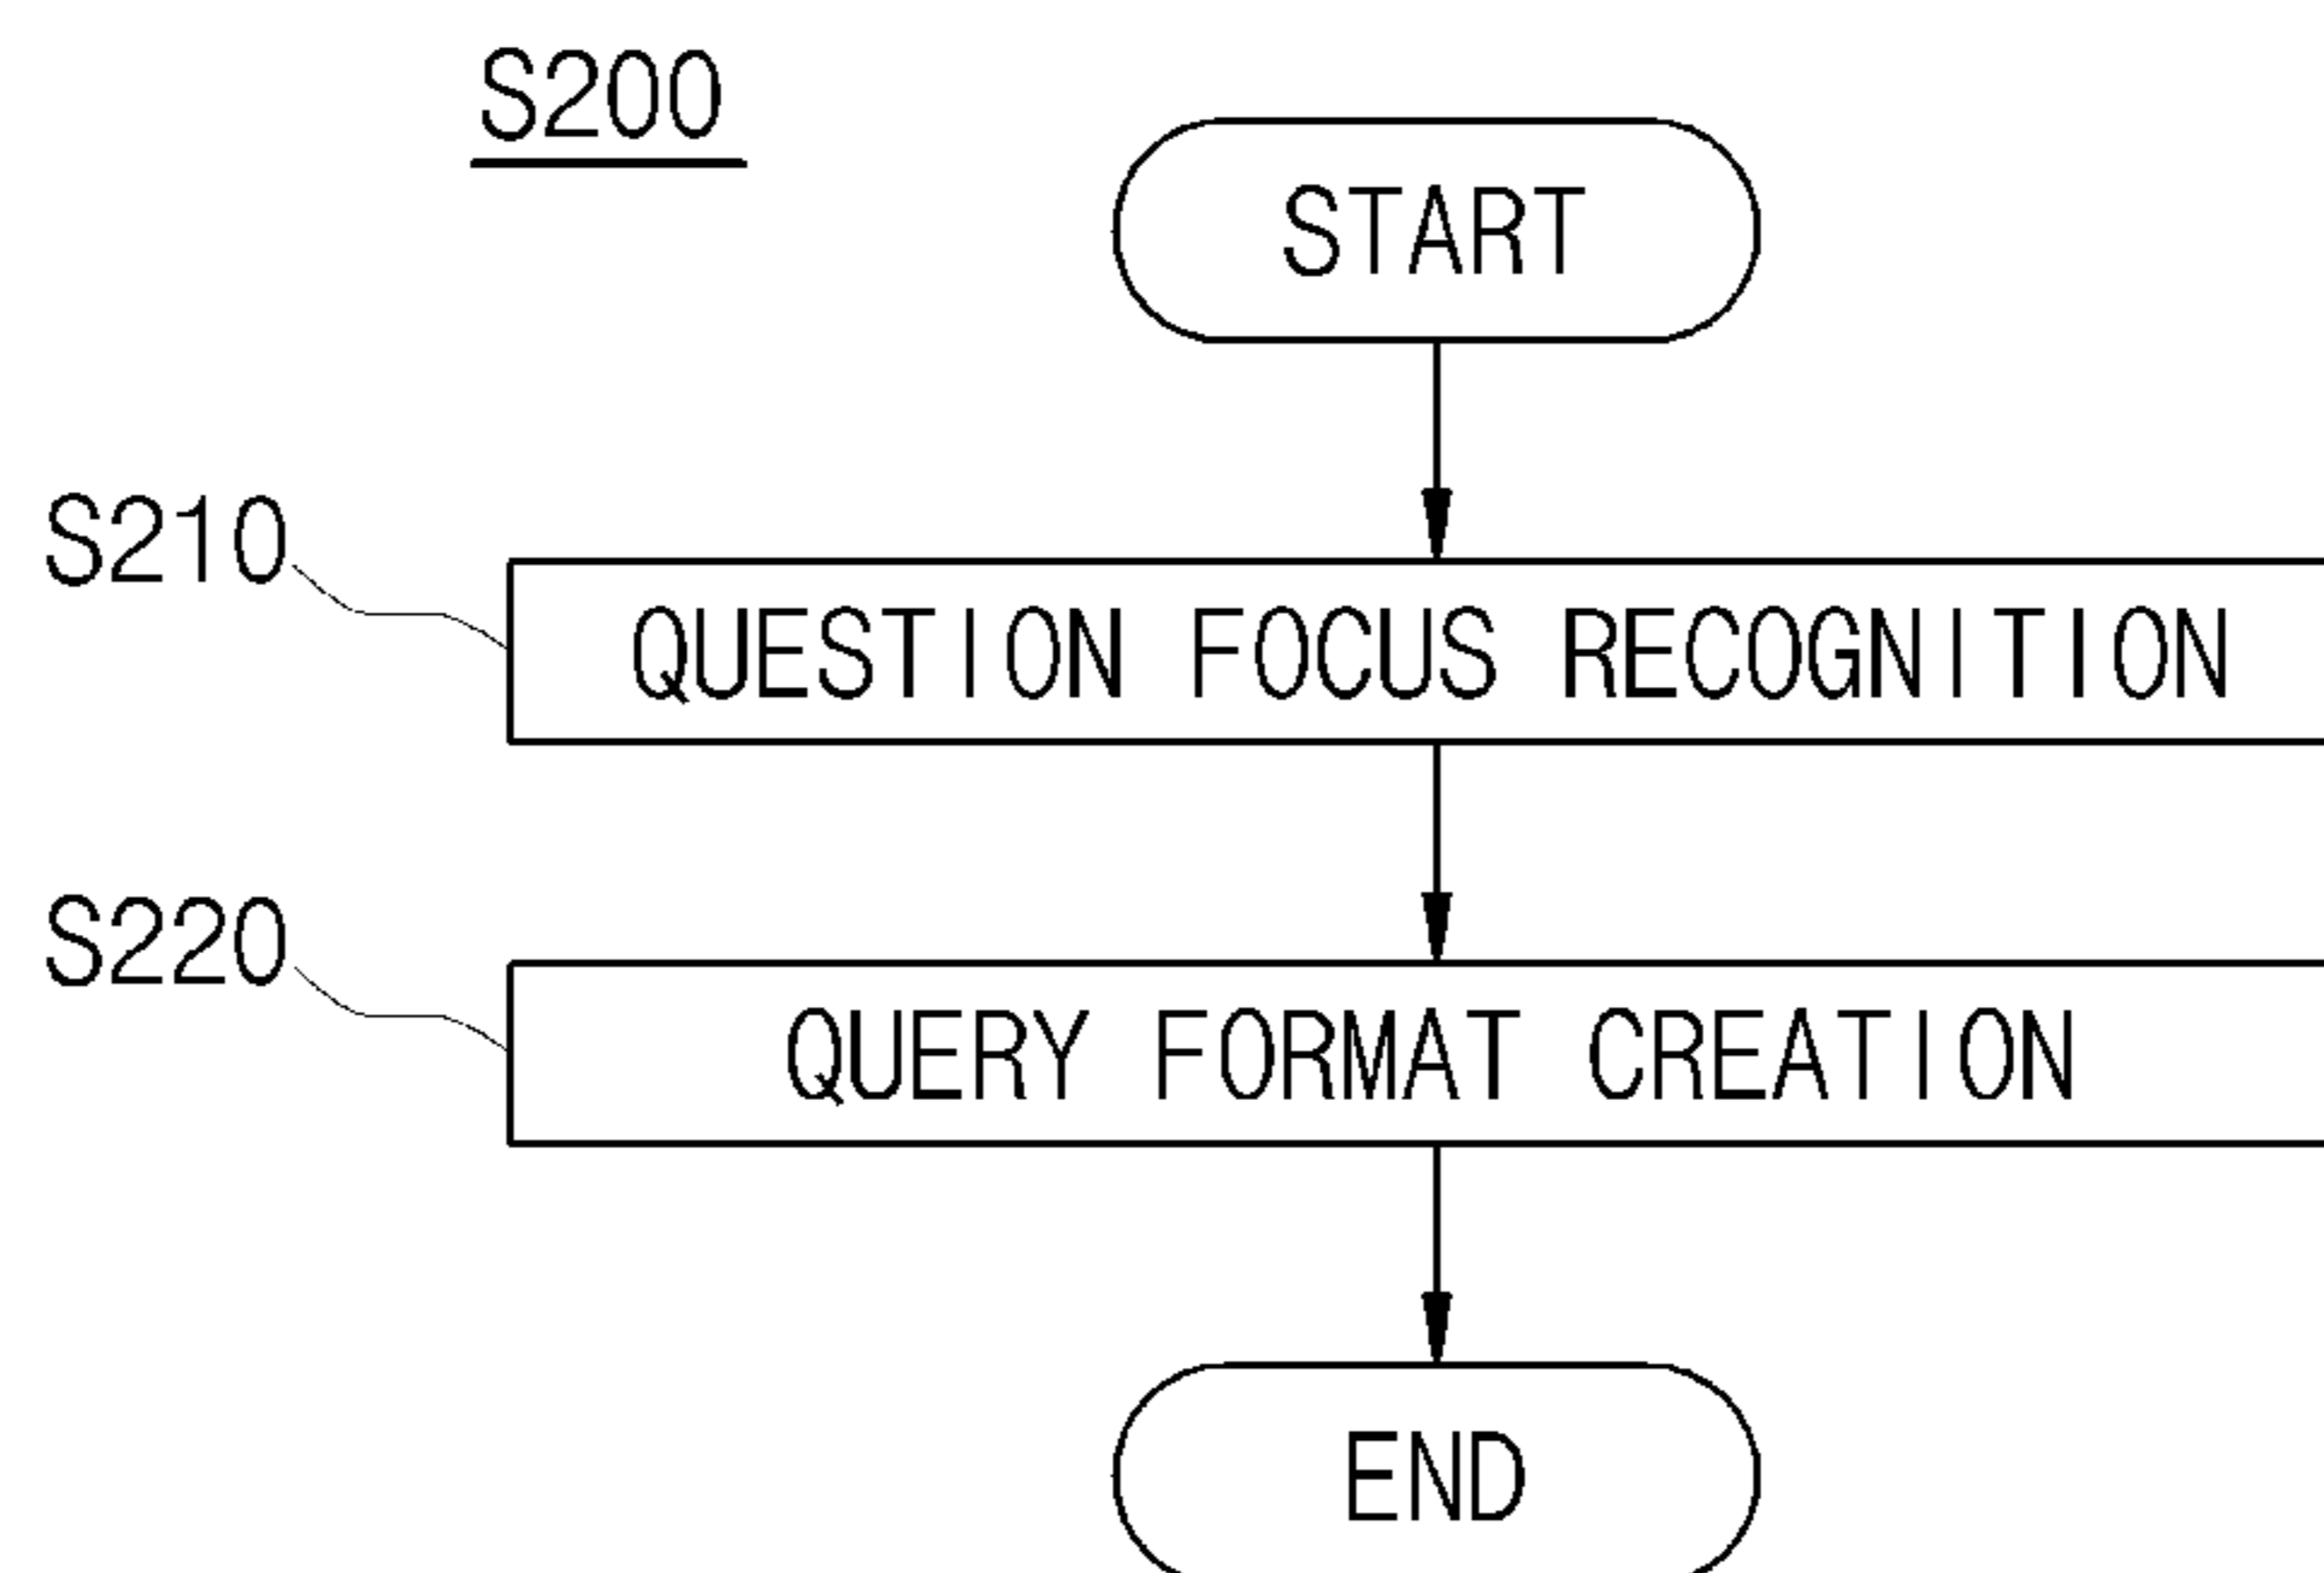 S200
START
S210
QUESTION FOCUS RECOGNITION
S220
QUERY FORMAT CREATION
END